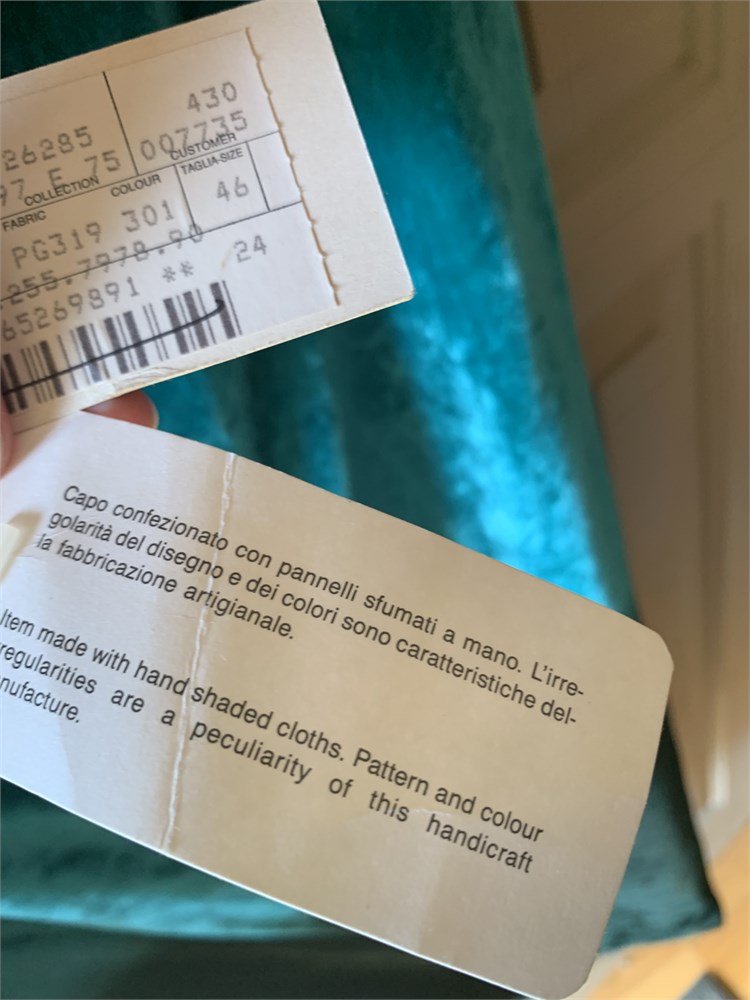 430
26285
97 E 75 007735
CUSTOMER
COLLECTION COLOUR TAGLIA-SIZE
FABRIC
46
PG319 301
.255.7978.90
65269891 ** 24
Capo confezionato con pannelli sfumati a mano. L'irre-
golarità del disegno e dei colori sono caratteristiche del-
la fabbricazione artigianale.
Item made with hand shaded cloths. Pattern and colour
regularities are a peculiarity of this handicraft
nufacture.